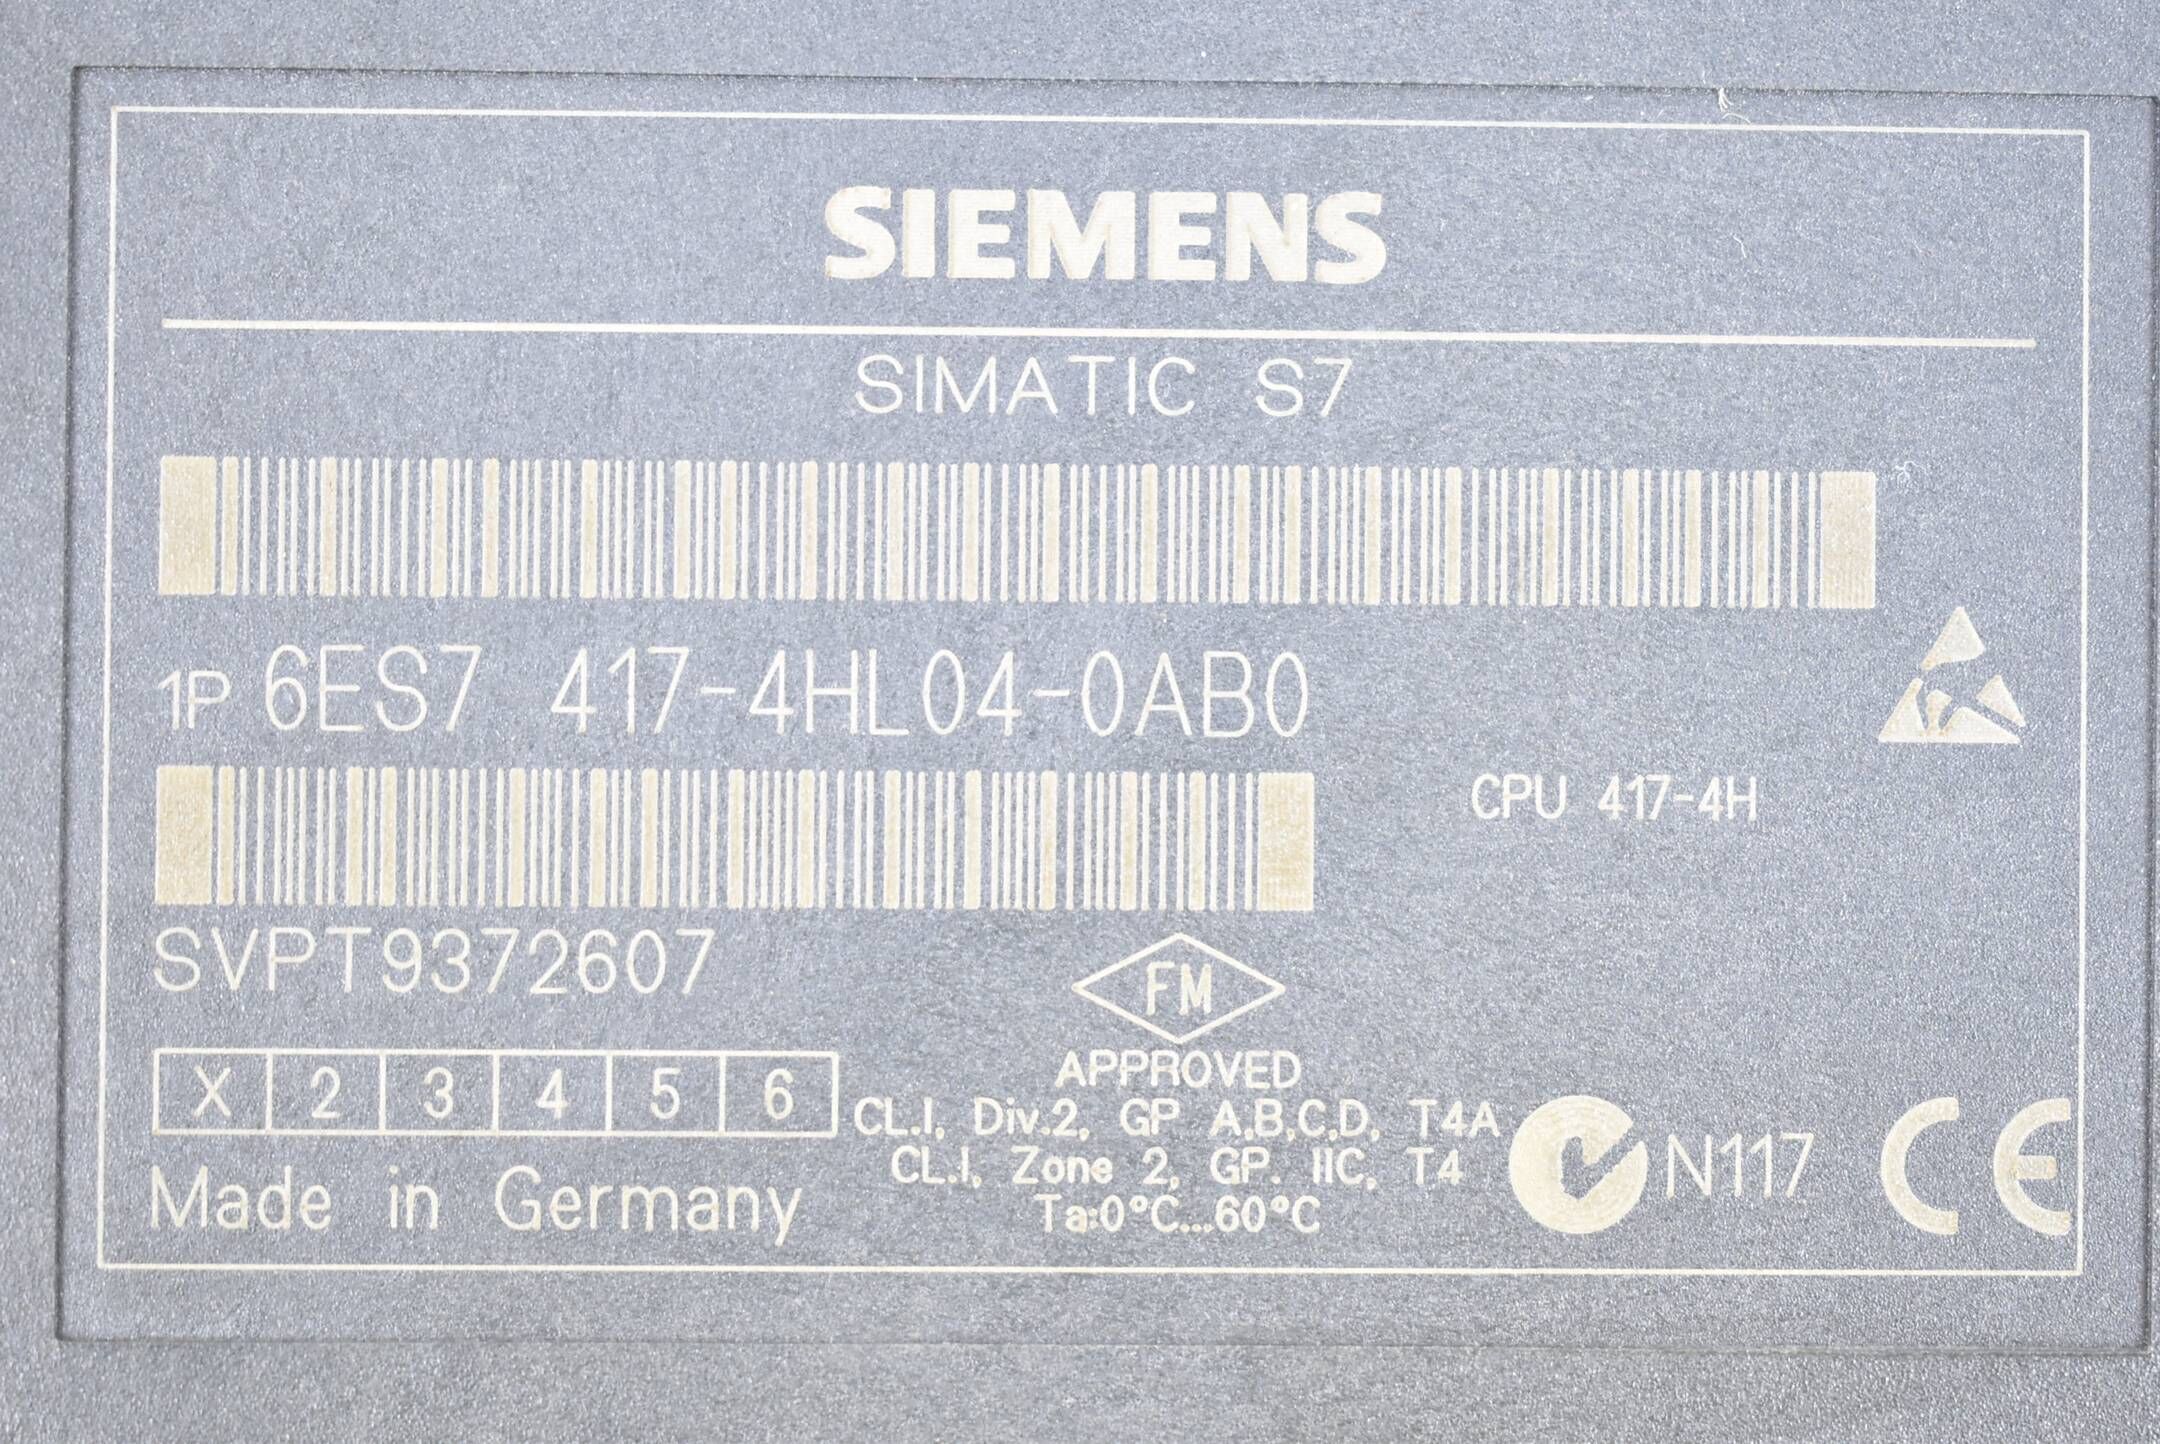 SIEMENS
SIMATIC S7
1P 6ES7 417-4HL04-0AB0
CPU 417-4H
SVPT9372607
FM
APPROVED
X 2 3 4 5 6
CL.I, Div.2, GP A,B,C,D, T4A
CL.I, Zone 2, GP. IIC, T4
Ta:0°C...60°C
N117
CE
Made in Germany